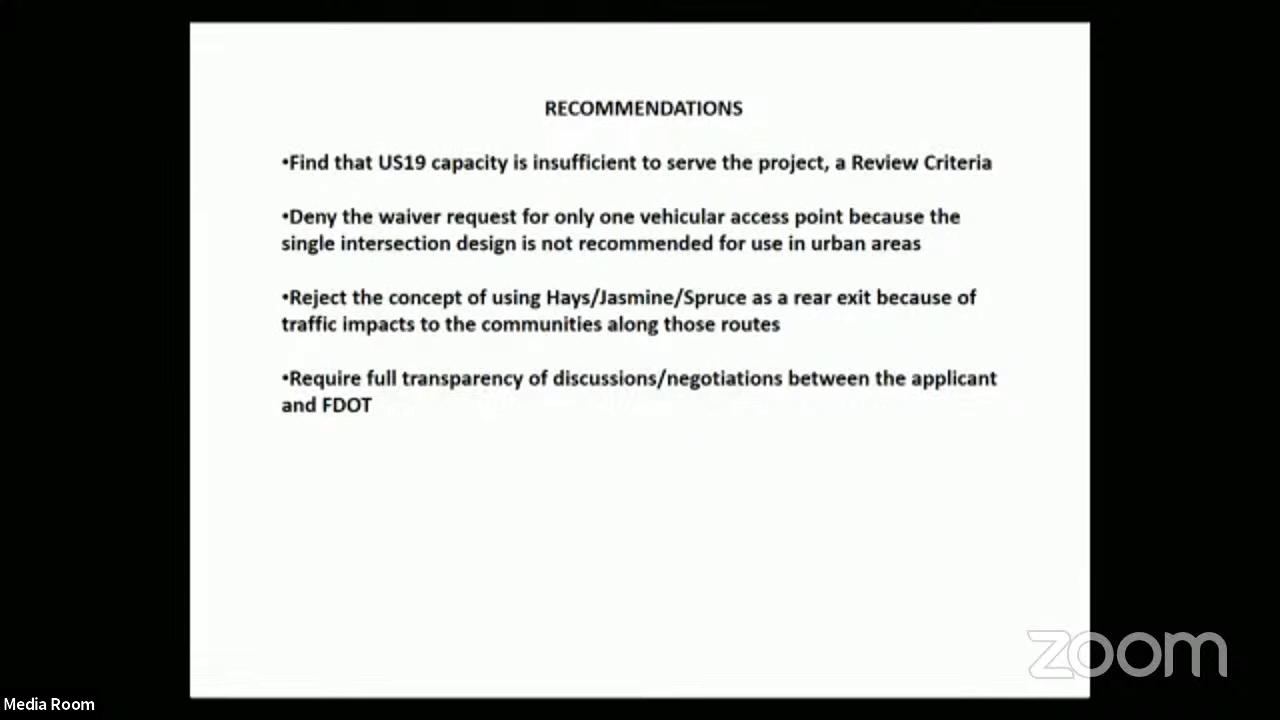 RECOMMENDATIONS
•Find that US19 capacity is insufficient to serve the project, a Review Criteria
•Deny the waiver request for only one vehicular access point because the
single intersection design is not recommended for use in urban areas
•Reject the concept of using Hays/Jasmine/Spruce as a rear exit because of
traffic impacts to the communities along those routes
•Require full transparency of discussions/negotiations between the applicant
and FDOT
zoom
Media Room